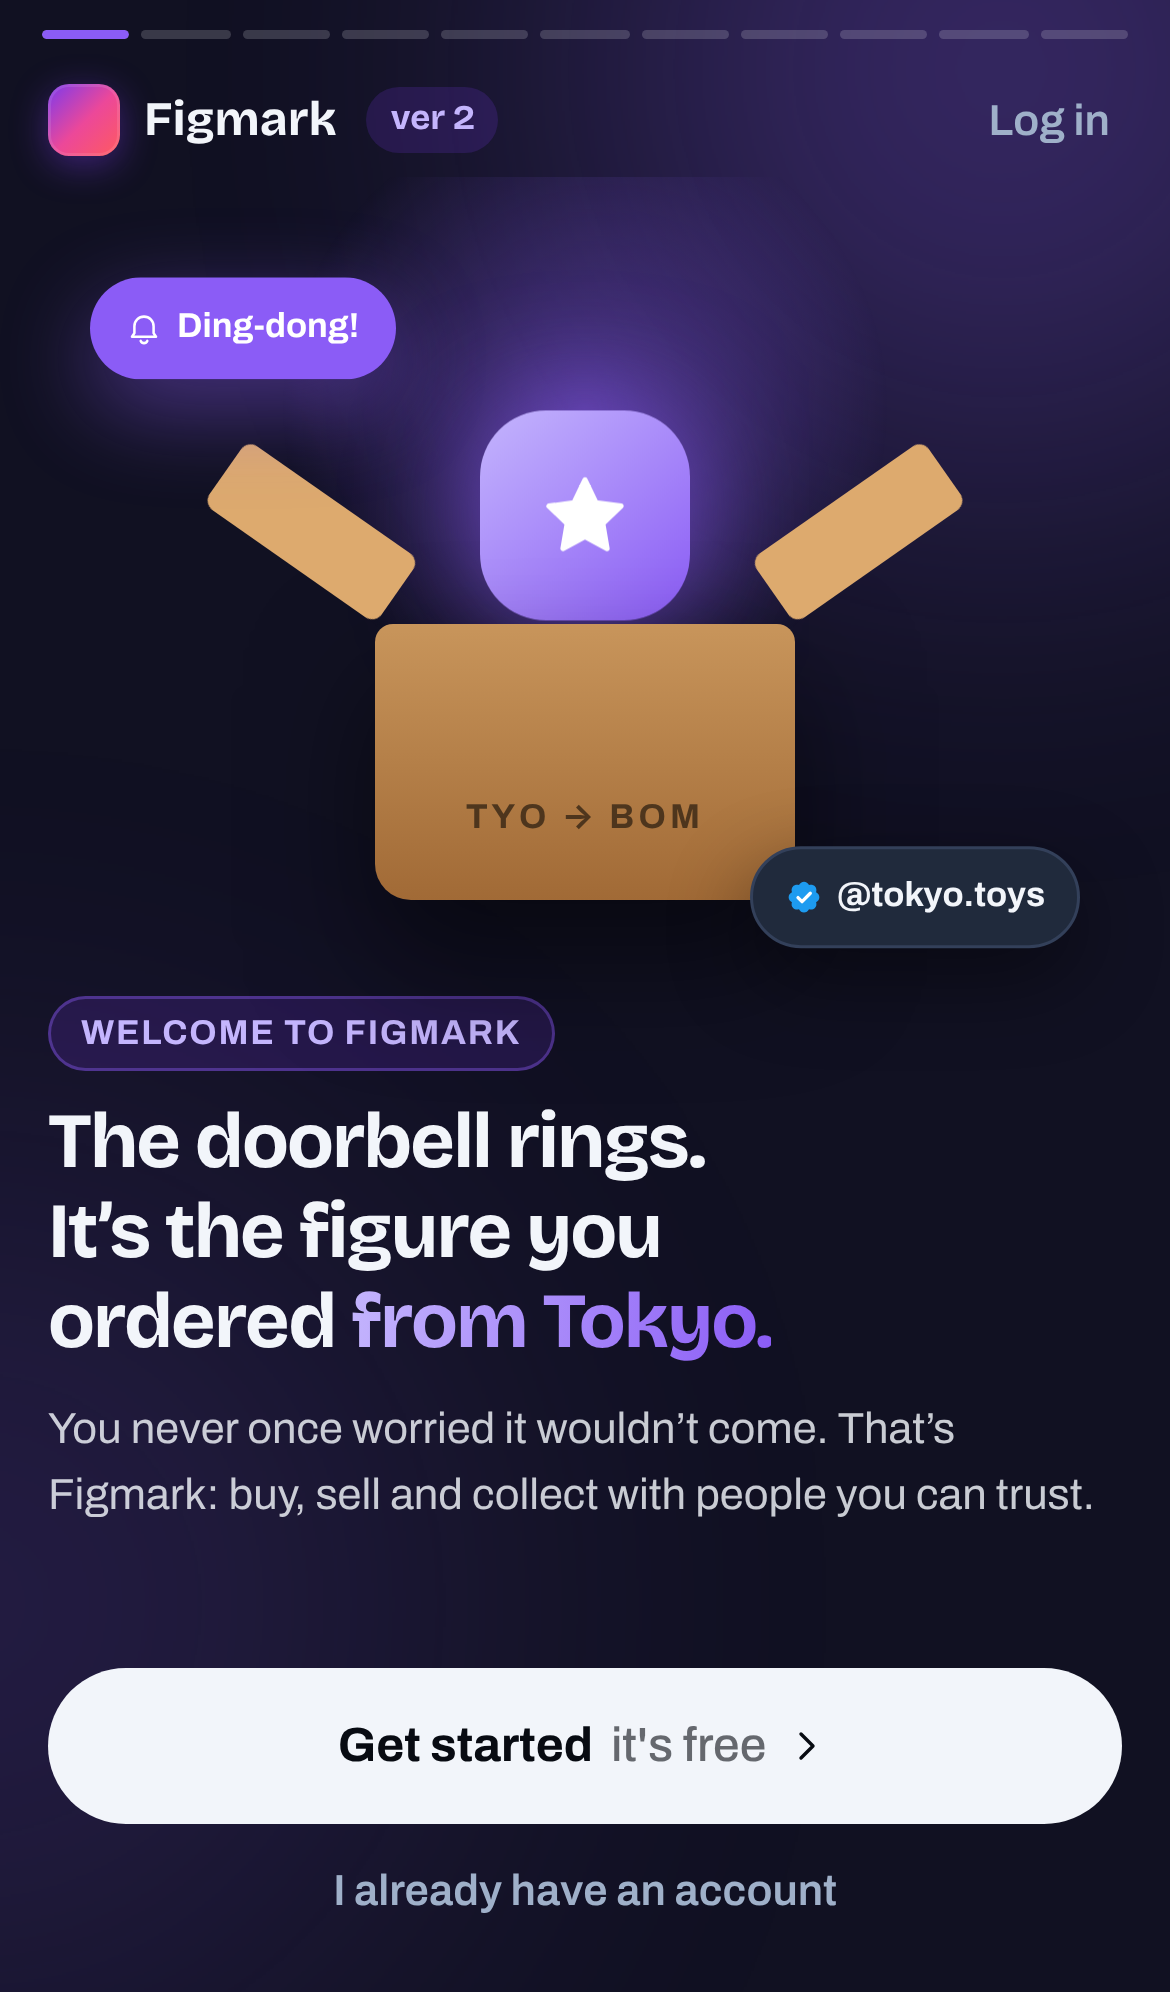 Figmark ver 2 Log in
Ding-dong!
TYO → BOM
@tokyo.toys
WELCOME TO FIGMARK
The doorbell rings.
It’s the figure you
ordered from Tokyo.
You never once worried it wouldn’t come. That’s
Figmark: buy, sell and collect with people you can trust.
Get started it's free
I already have an account